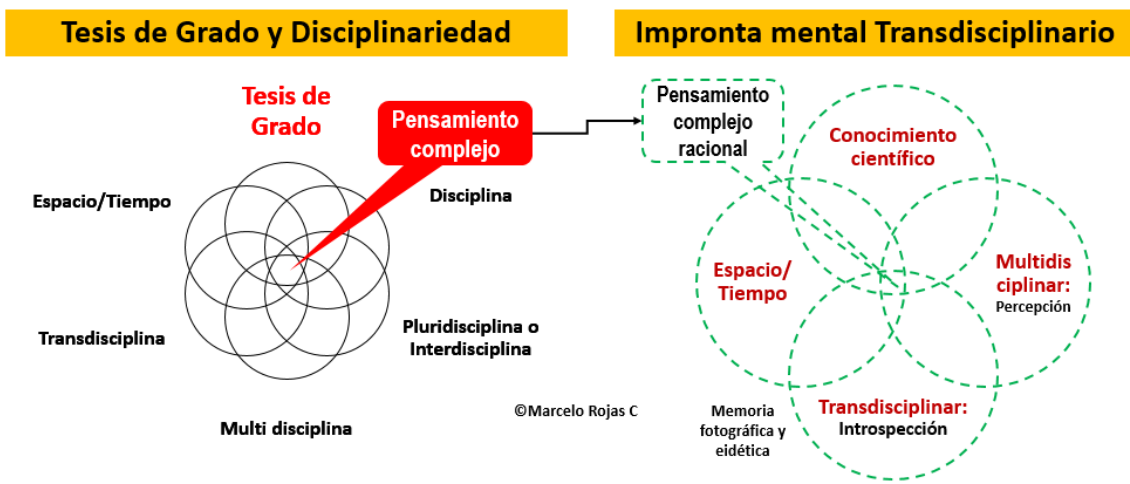 Tesis de Grado y Disciplinariedad
Tesis de
Grado
Pensamiento
complejo
Espacio/Tiempo
Disciplina
Transdisciplina
Pluridisciplina o
Interdisciplina
Multi disciplina
©Marcelo Rojas C
Impronta mental Transdisciplinario
Pensamiento
complejo
racional
Conocimiento
científico
Espacio/
Tiempo
Multidis
ciplinar:
Percepción
Transdisciplinar:
Introspección
Memoria
fotográfica y
eidética